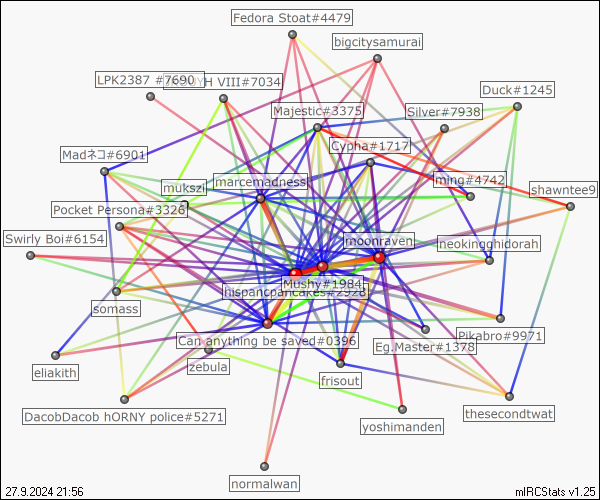 Fedora Stoat#4479
bigcitysamurai
LPK2387 #7690
VIII#7034
Duck#1245
Majestic#3375
Silver#7938
Cypha#1717
Madネコ#6901
marcemadness
ming#4742
mukszi
shawntee9
Pocket Persona#3326
Swirly Boi#6154
moonraven
neokingghidorah
Mushy#1984
hispancpancakes#2928
somass
Pikabro#9971
Can anything be saved#0396
Eg.Master#1378
eliakith
zebula
frisout
DacobDacob hORNY police#5271
thesecondtwat
yoshimanden
normalwan
27.9.2024 21:56
mIRCStats v1.25